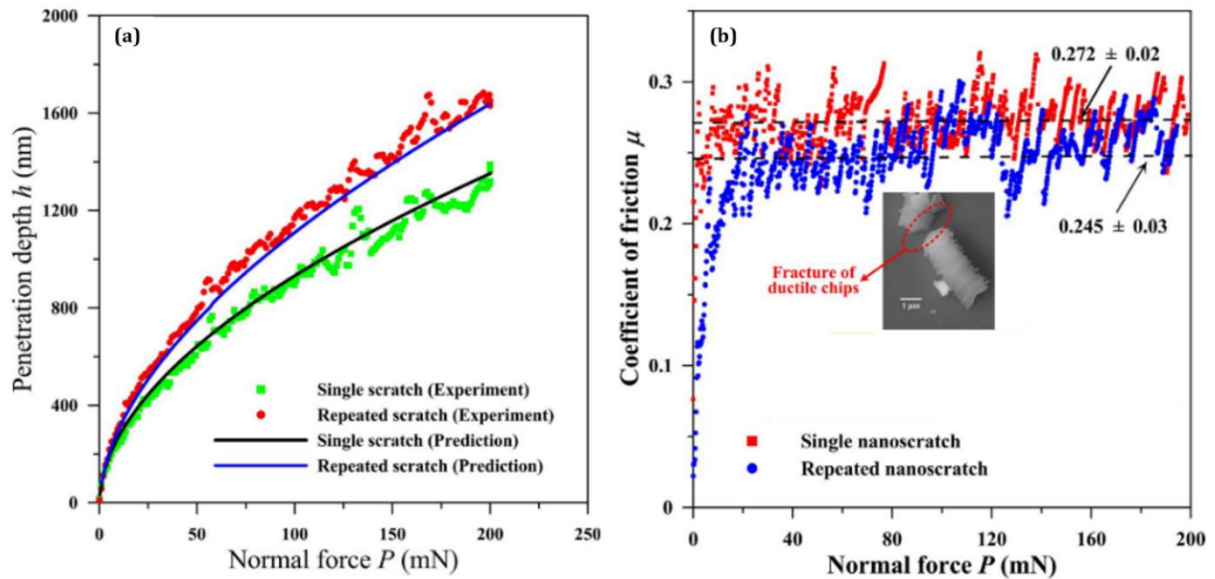 (a)
Penetration depth h (nm)
2000
1600
1200
800
400
0
0 50 100 150 200 250
Normal force P (mN)
Single scratch (Experiment)
Repeated scratch (Experiment)
Single scratch (Prediction)
Repeated scratch (Prediction)
(b)
Coefficient of friction μ
0.3
0.2
0.1
0
0 40 80 120 160 200
Normal force P (mN)
0.272 ± 0.02
0.245 ± 0.03
Fracture of
ductile chips
1 μm
Single nanoscratch
Repeated nanoscratch